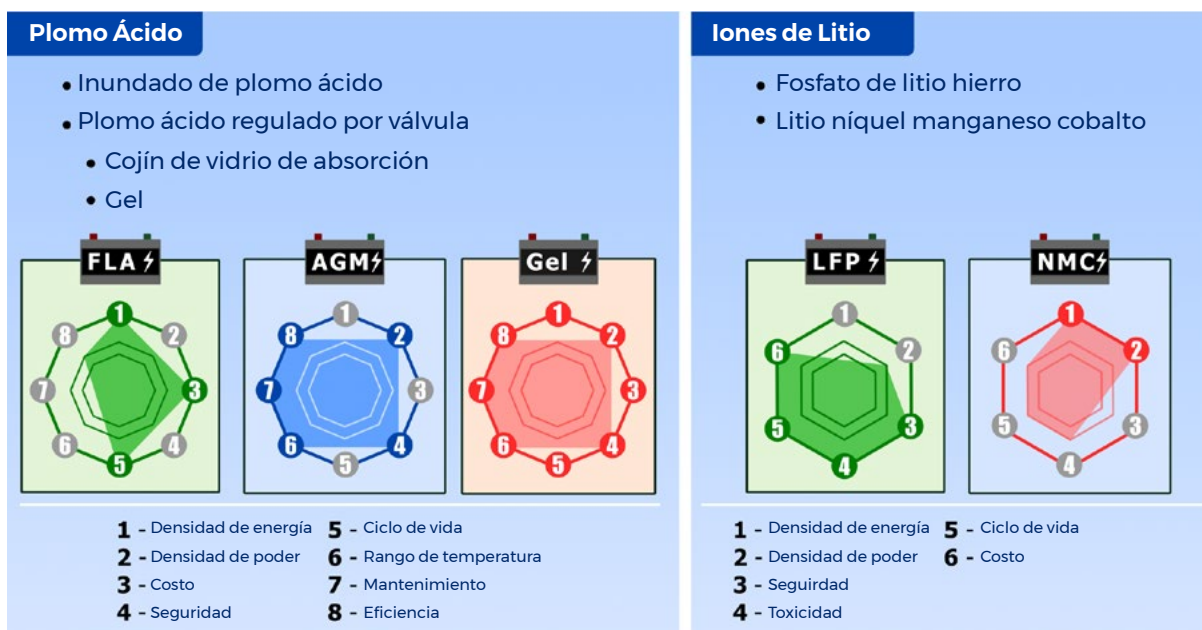 Plomo Ácido
Inundado de plomo ácido
Plomo ácido regulado por válvula
Cojín de vidrio de absorción
Gel
FLA
1
2
3
4
5
6
7
8
AGM
1
2
3
4
5
6
7
8
Gel
1
2
3
4
5
6
7
8
1 - Densidad de energía
2 - Densidad de poder
3 - Costo
4 - Seguridad
5 - Ciclo de vida
6 - Rango de temperatura
7 - Mantenimiento
8 - Eficiencia
Iones de Litio
Fosfato de litio hierro
Litio níquel manganeso cobalto
LFP
1
2
3
4
5
6
NMC
1
2
3
4
5
6
1 - Densidad de energía
2 - Densidad de poder
3 - Seguirdad
4 - Toxicidad
5 - Ciclo de vida
6 - Costo